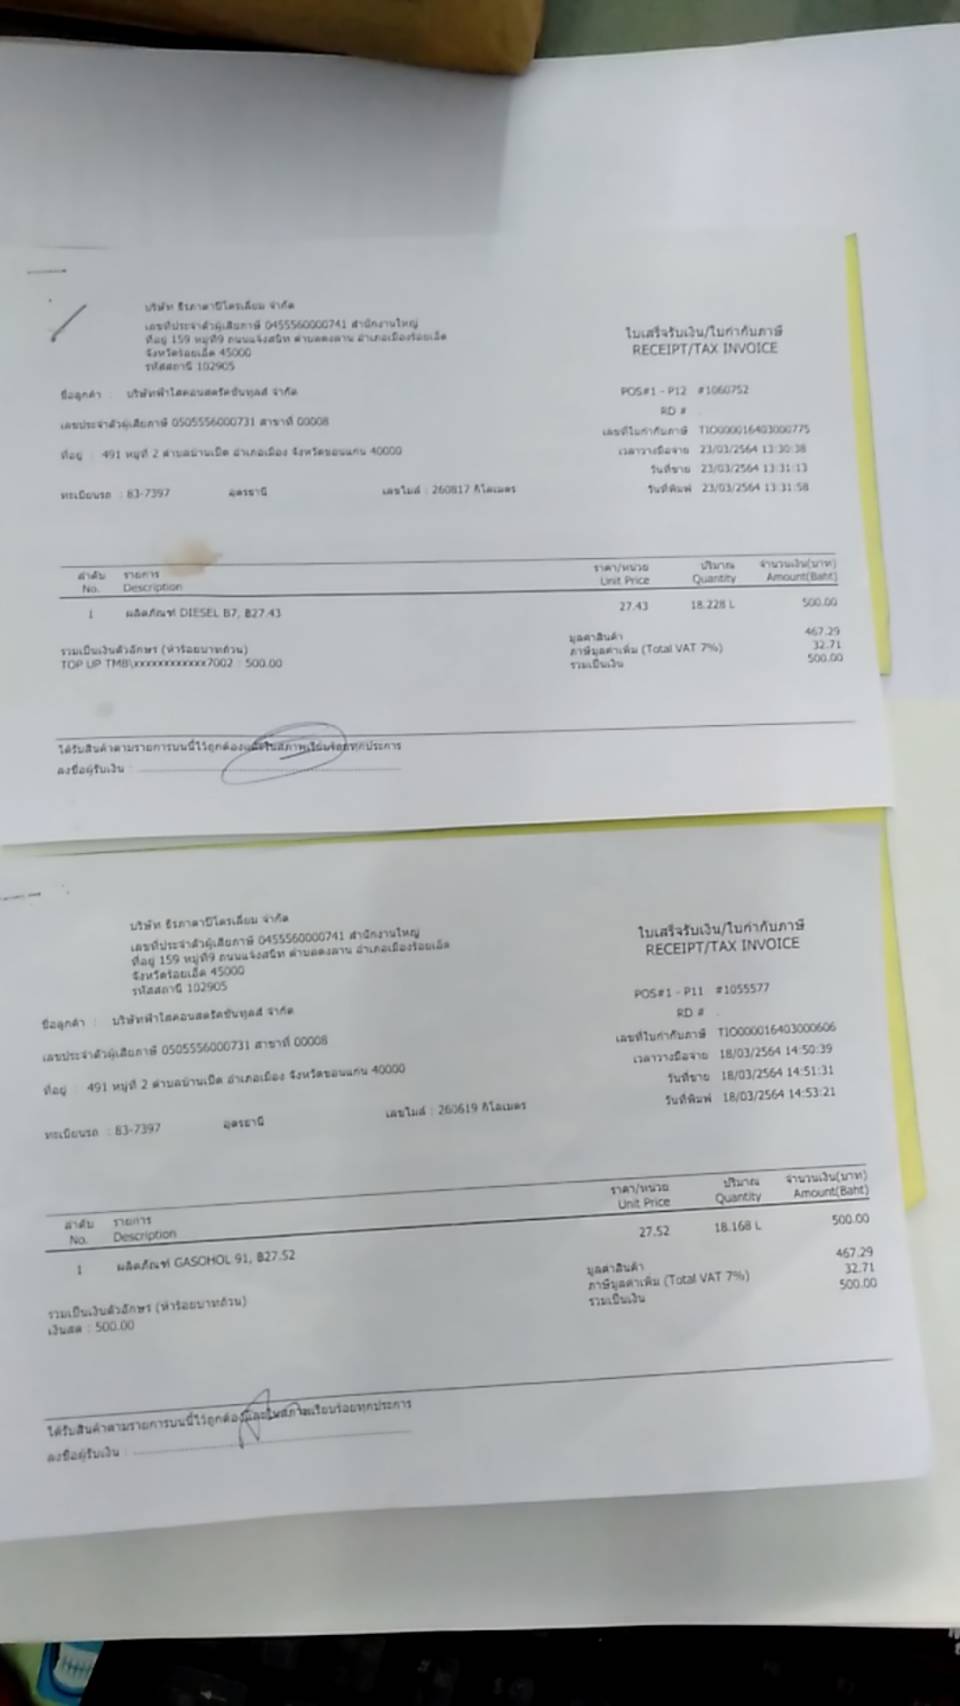 บริษัท ธีรภาดาปิโตรเลี่ยม จำกัด
เลขที่ประจำตัวผู้เสียภาษี 0455560000741 สำนักงานใหญ่
ที่อยู่ 159 หมู่ที่9 ถนนแจ้งสนิท ตำบลดงลาน อำเภอเมืองร้อยเอ็ด
จังหวัดร้อยเอ็ด 45000
รหัสสถานี 102905
ใบเสร็จรับเงิน/ใบกำกับภาษี
RECEIPT/TAX INVOICE
ชื่อลูกค้า : บริษัทฟ้าใสคอนสตรัคชั่นทูลส์ จำกัด
POS#1 - P12 #1060752
RD # .
เลขประจำตัวผู้เสียภาษี 0505556000731 สาขาที่ 00008
เลขที่ใบกำกับภาษี TIO000016403000775
ที่อยู่ : 491 หมู่ที่ 2 ตำบลบ้านเป็ด อำเภอเมือง จังหวัดขอนแก่น 40000
เวลาวางมือจ่าย 23/03/2564 13:30:38
วันที่ขาย 23/03/2564 13:31:13
ทะเบียนรถ : 83-7397 อุดรธานี เลขไมล์ : 260817 กิโลเมตร
วันที่พิมพ์ 23/03/2564 13:31:58
ลำดับ รายการ ราคา/หน่วย ปริมาณ จำนวนเงิน(บาท)
No. Description Unit Price Quantity Amount(Baht)
1 ผลิตภัณฑ์ DIESEL B7, ฿27.43 27.43 18.228 L 500.00
มูลค่าสินค้า 467.29
รวมเป็นเงินตัวอักษร (ห้าร้อยบาทถ้วน) ภาษีมูลค่าเพิ่ม (Total VAT 7%) 32.71
TOP UP TMB\xxxxxxxxxxxx7002 : 500.00 รวมเป็นเงิน 500.00
ได้รับสินค้าตามรายการบนนี้ไว้ถูกต้องและในสภาพเรียบร้อยทุกประการ
ลงชื่อผู้รับเงิน :
บริษัท ธีรภาดาปิโตรเลี่ยม จำกัด
เลขที่ประจำตัวผู้เสียภาษี 0455560000741 สำนักงานใหญ่
ที่อยู่ 159 หมู่ที่9 ถนนแจ้งสนิท ตำบลดงลาน อำเภอเมืองร้อยเอ็ด
จังหวัดร้อยเอ็ด 45000
รหัสสถานี 102905
ใบเสร็จรับเงิน/ใบกำกับภาษี
RECEIPT/TAX INVOICE
ชื่อลูกค้า : บริษัทฟ้าใสคอนสตรัคชั่นทูลส์ จำกัด
POS#1 - P11 #1055577
RD # .
เลขประจำตัวผู้เสียภาษี 0505556000731 สาขาที่ 00008
เลขที่ใบกำกับภาษี TIO000016403000606
เวลาวางมือจ่าย 18/03/2564 14:50:39
ที่อยู่ : 491 หมู่ที่ 2 ตำบลบ้านเป็ด อำเภอเมือง จังหวัดขอนแก่น 40000
วันที่ขาย 18/03/2564 14:51:31
วันที่พิมพ์ 18/03/2564 14:53:21
ทะเบียนรถ : 83-7397 อุดรธานี เลขไมล์ : 260619 กิโลเมตร
ลำดับ รายการ ราคา/หน่วย ปริมาณ จำนวนเงิน(บาท)
No. Description Unit Price Quantity Amount(Baht)
1 ผลิตภัณฑ์ GASOHOL 91, ฿27.52 27.52 18.168 L 500.00
มูลค่าสินค้า 467.29
รวมเป็นเงินตัวอักษร (ห้าร้อยบาทถ้วน) ภาษีมูลค่าเพิ่ม (Total VAT 7%) 32.71
เงินสด : 500.00 รวมเป็นเงิน 500.00
ได้รับสินค้าตามรายการบนนี้ไว้ถูกต้องและในสภาพเรียบร้อยทุกประการ
ลงชื่อผู้รับเงิน :